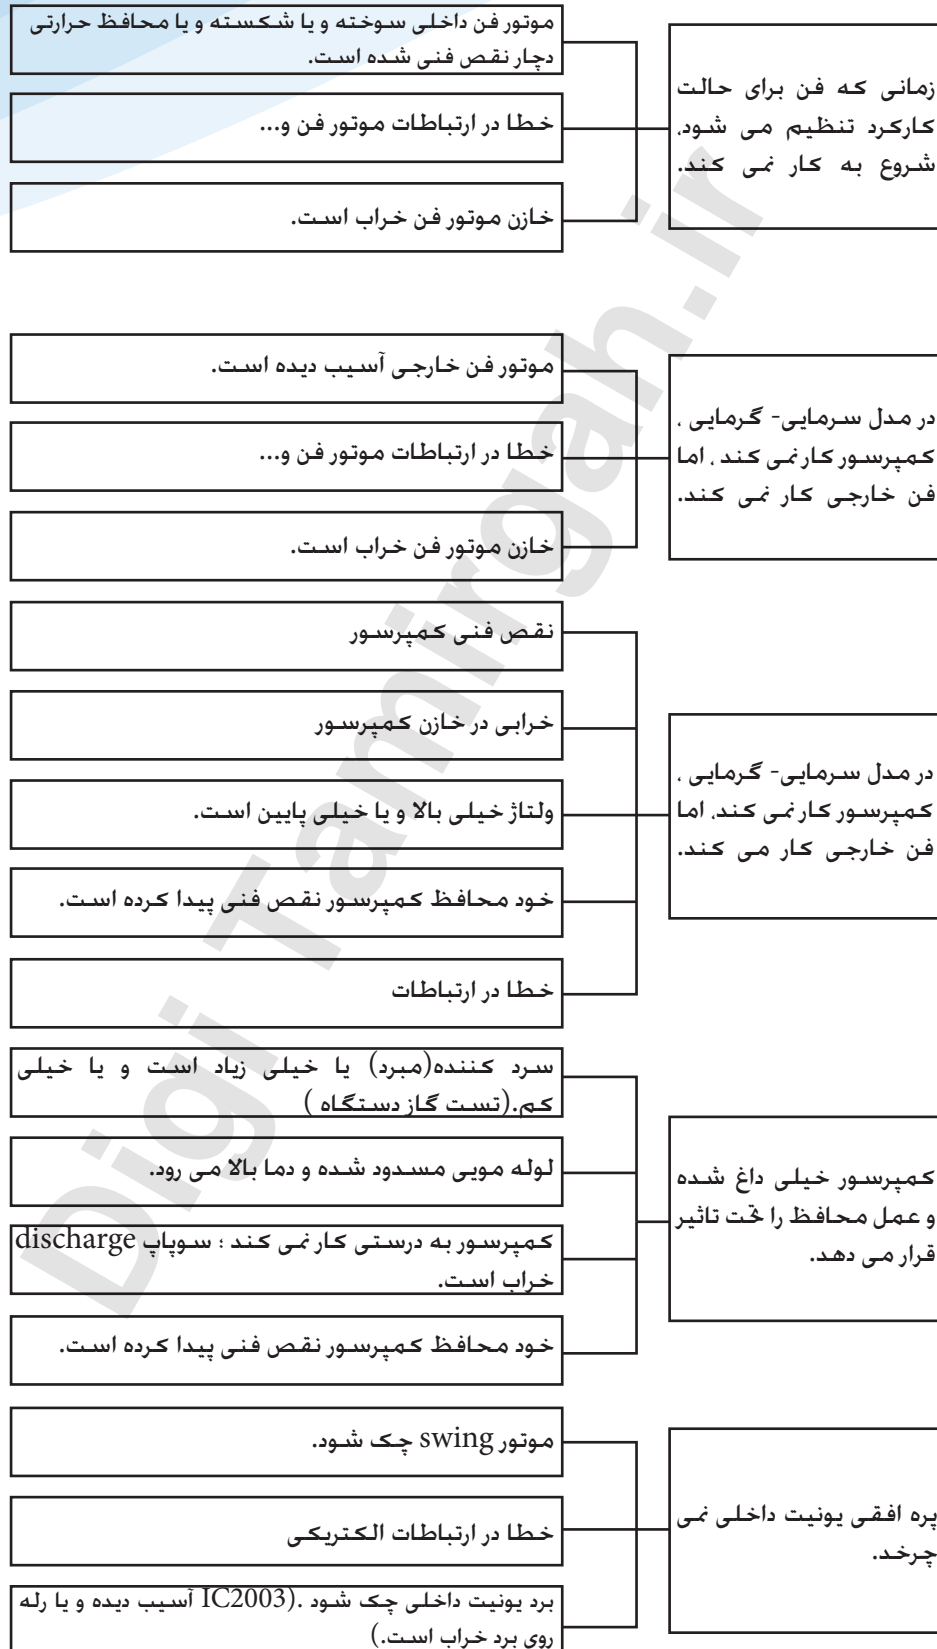 زمانی که فن برای حالت
کارکرد تنظیم می شود،
شروع به کار نمی کند.
موتور فن داخلی سوخته و یا شکسته و یا محافظ حرارتی
دچار نقص فنی شده است.
خطا در ارتباطات موتور فن و...
خازن موتور فن خراب است.
در مدل سرمایی- گرمایی ،
کمپرسور کار نمی کند ، اما
فن خارجی کار نمی کند.
موتور فن خارجی آسیب دیده است.
خطا در ارتباطات موتور فن و...
خازن موتور فن خراب است.
در مدل سرمایی- گرمایی ،
کمپرسور کار نمی کند، اما
فن خارجی کار می کند.
نقص فنی کمپرسور
خرابی در خازن کمپرسور
ولتاژ خیلی بالا و یا خیلی پایین است.
خود محافظ کمپرسور نقص فنی پیدا کرده است.
خطا در ارتباطات
کمپرسور خیلی داغ شده
و عمل محافظ را تحت تاثیر
قرار می دهد.
سرد کننده(مبرد) یا خیلی زیاد است و یا خیلی
کم.(تست گاز دستگاه )
لوله مویی مسدود شده و دما بالا می رود.
کمپرسور به درستی کار نمی کند ؛ سوپاپ discharge
خراب است.
خود محافظ کمپرسور نقص فنی پیدا کرده است.
پره افقی یونیت داخلی نمی
چرخد.
موتور swing چک شود.
خطا در ارتباطات الکتریکی
برد یونیت داخلی چک شود .(IC2003 آسیب دیده و یا رله
روی برد خراب است.)
Digi Tamirgah.ir